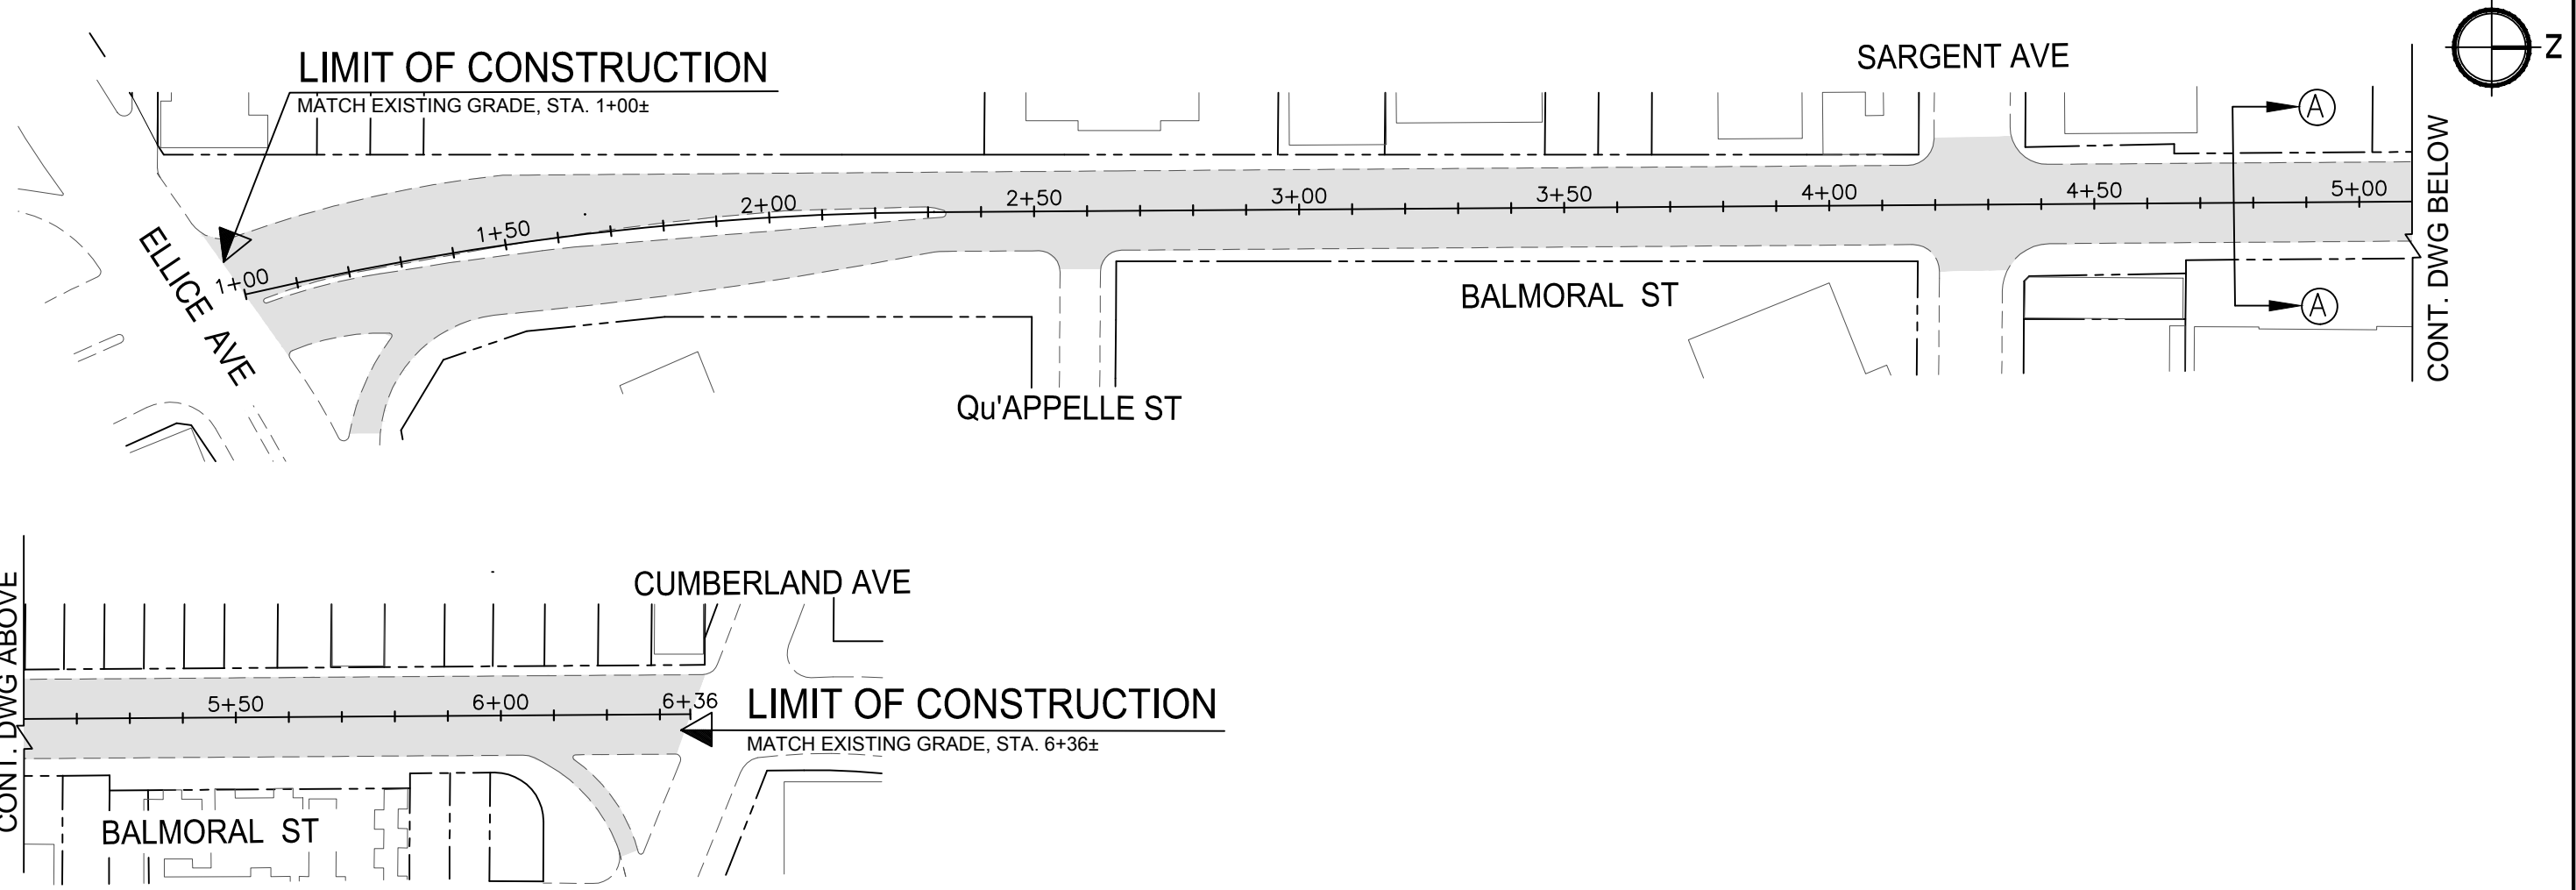 LIMIT OF CONSTRUCTION
MATCH EXISTING GRADE, STA. 1+00±
SARGENT AVE
N
A
CONT. DWG BELOW
1+00
1+50
2+00
2+50
3+00
3+50
4+00
4+50
5+00
ELLICE AVE
BALMORAL ST
A
Qu'APPELLE ST
CONT. DWG ABOVE
CUMBERLAND AVE
5+50
6+00
6+36
LIMIT OF CONSTRUCTION
MATCH EXISTING GRADE, STA. 6+36±
BALMORAL ST